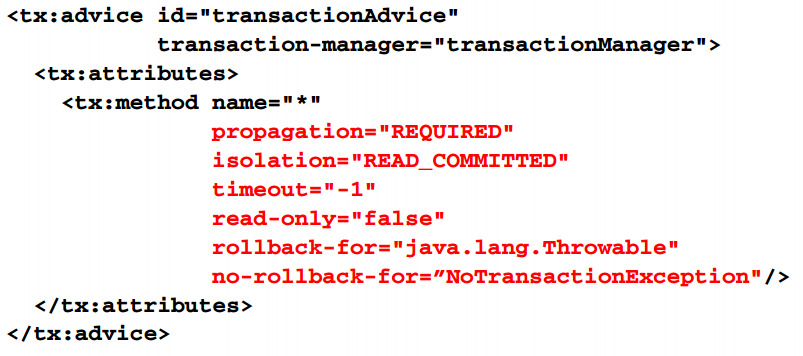 <tx:advice id="transactionAdvice"
transaction-manager="transactionManager">
<tx:attributes>
<tx:method name="*"
propagation="REQUIRED"
isolation="READ_COMMITTED"
timeout="-1"
read-only="false"
rollback-for="java.lang.Throwable"
no-rollback-for=”NoTransactionException"/>
</tx:attributes>
</tx:advice>